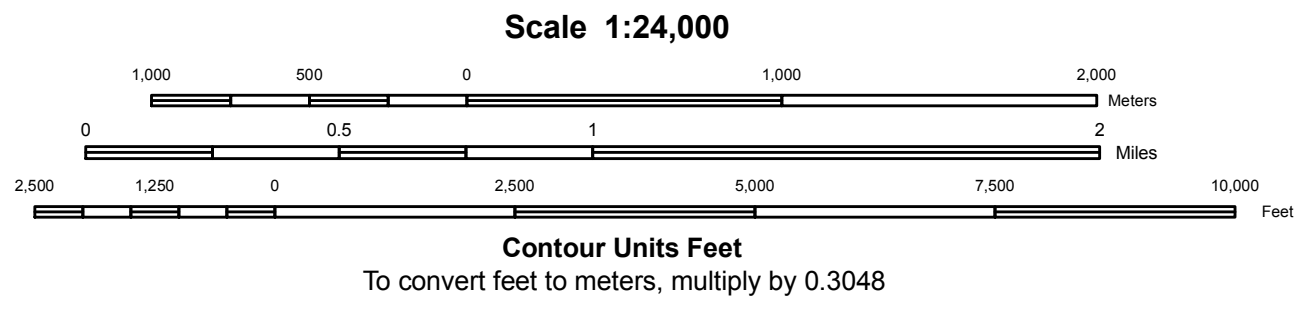 Scale 1:24,000
1,000 500 0 1,000 2,000
Meters
0 0.5 1 2
Miles
2,500 1,250 0 2,500 5,000 7,500 10,000
Feet
Contour Units Feet
To convert feet to meters, multiply by 0.3048